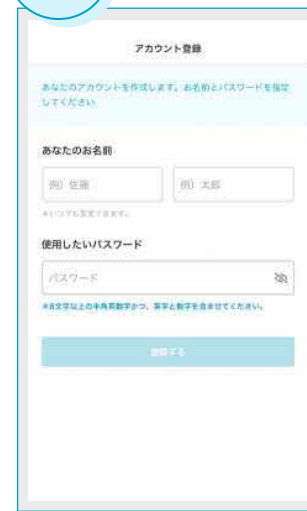 アカウント登録
あなたのアカウントを作成します。お名前とパスワードを指定
してください
あなたのお名前
例）佐藤
例）太郎
※いつでも変更できます。
使用したいパスワード
パスワード
※8文字以上の半角英数字かつ、英字と数字を含ませてください。
登録する